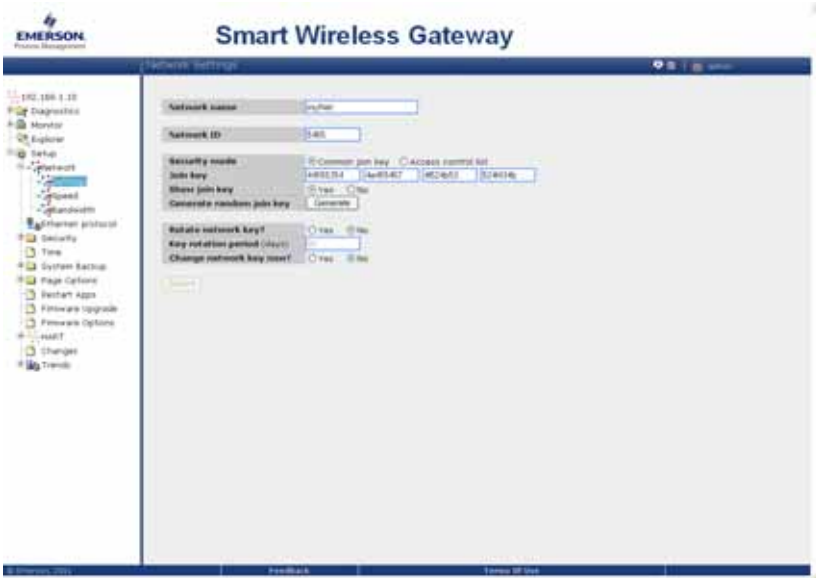 EMERSON
Process Management
Smart Wireless Gateway
Network Settings
admin
192.168.1.10
Diagnostics
Monitor
Explorer
Setup
Network
Speed
Bandwidth
Ethernet protocol
Security
Time
System Backup
Page Options
Restart Apps
Firmware Upgrade
Firmware Options
HART
Changes
Trends
Network name
myNet
Network ID
Security mode Common join key Access control list
Join key
Show join key Yes No
Generate random join key Generate
Rotate network key? Yes No
Key rotation period (days)
Change network key now? Yes No
Feedback Terms Of Use